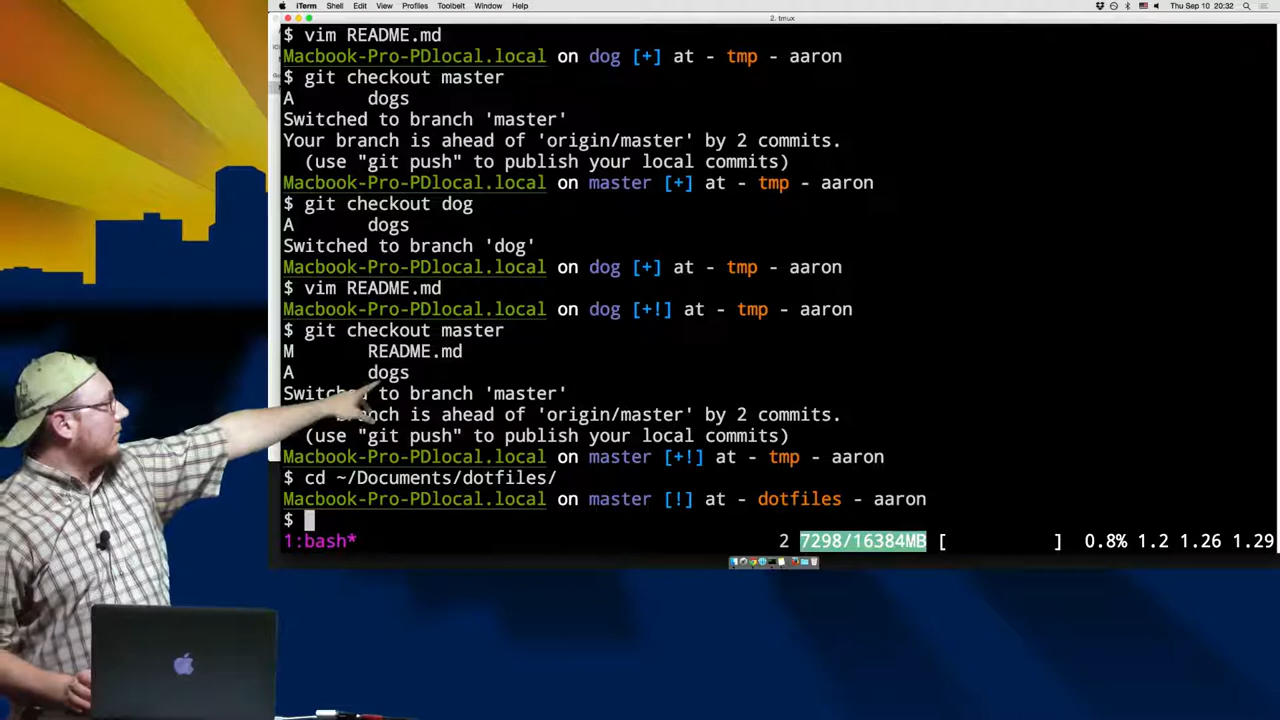 iTerm Shell Edit View Profiles Toolbelt Window Help Thu Sep 10 20:32
2. tmux
$ vim README.md
Macbook-Pro-PDlocal.local on dog [+] at - tmp - aaron
$ git checkout master
A dogs
Switched to branch 'master'
Your branch is ahead of 'origin/master' by 2 commits.
(use "git push" to publish your local commits)
Macbook-Pro-PDlocal.local on master [+] at - tmp - aaron
$ git checkout dog
A dogs
Switched to branch 'dog'
Macbook-Pro-PDlocal.local on dog [+] at - tmp - aaron
$ vim README.md
Macbook-Pro-PDlocal.local on dog [+!] at - tmp - aaron
$ git checkout master
M README.md
A dogs
Switched to branch 'master'
branch is ahead of 'origin/master' by 2 commits.
(use "git push" to publish your local commits)
Macbook-Pro-PDlocal.local on master [+!] at - tmp - aaron
$ cd ~/Documents/dotfiles/
Macbook-Pro-PDlocal.local on master [!] at - dotfiles - aaron
$
1:bash* 2 7298/16384MB [ ] 0.8% 1.2 1.26 1.29